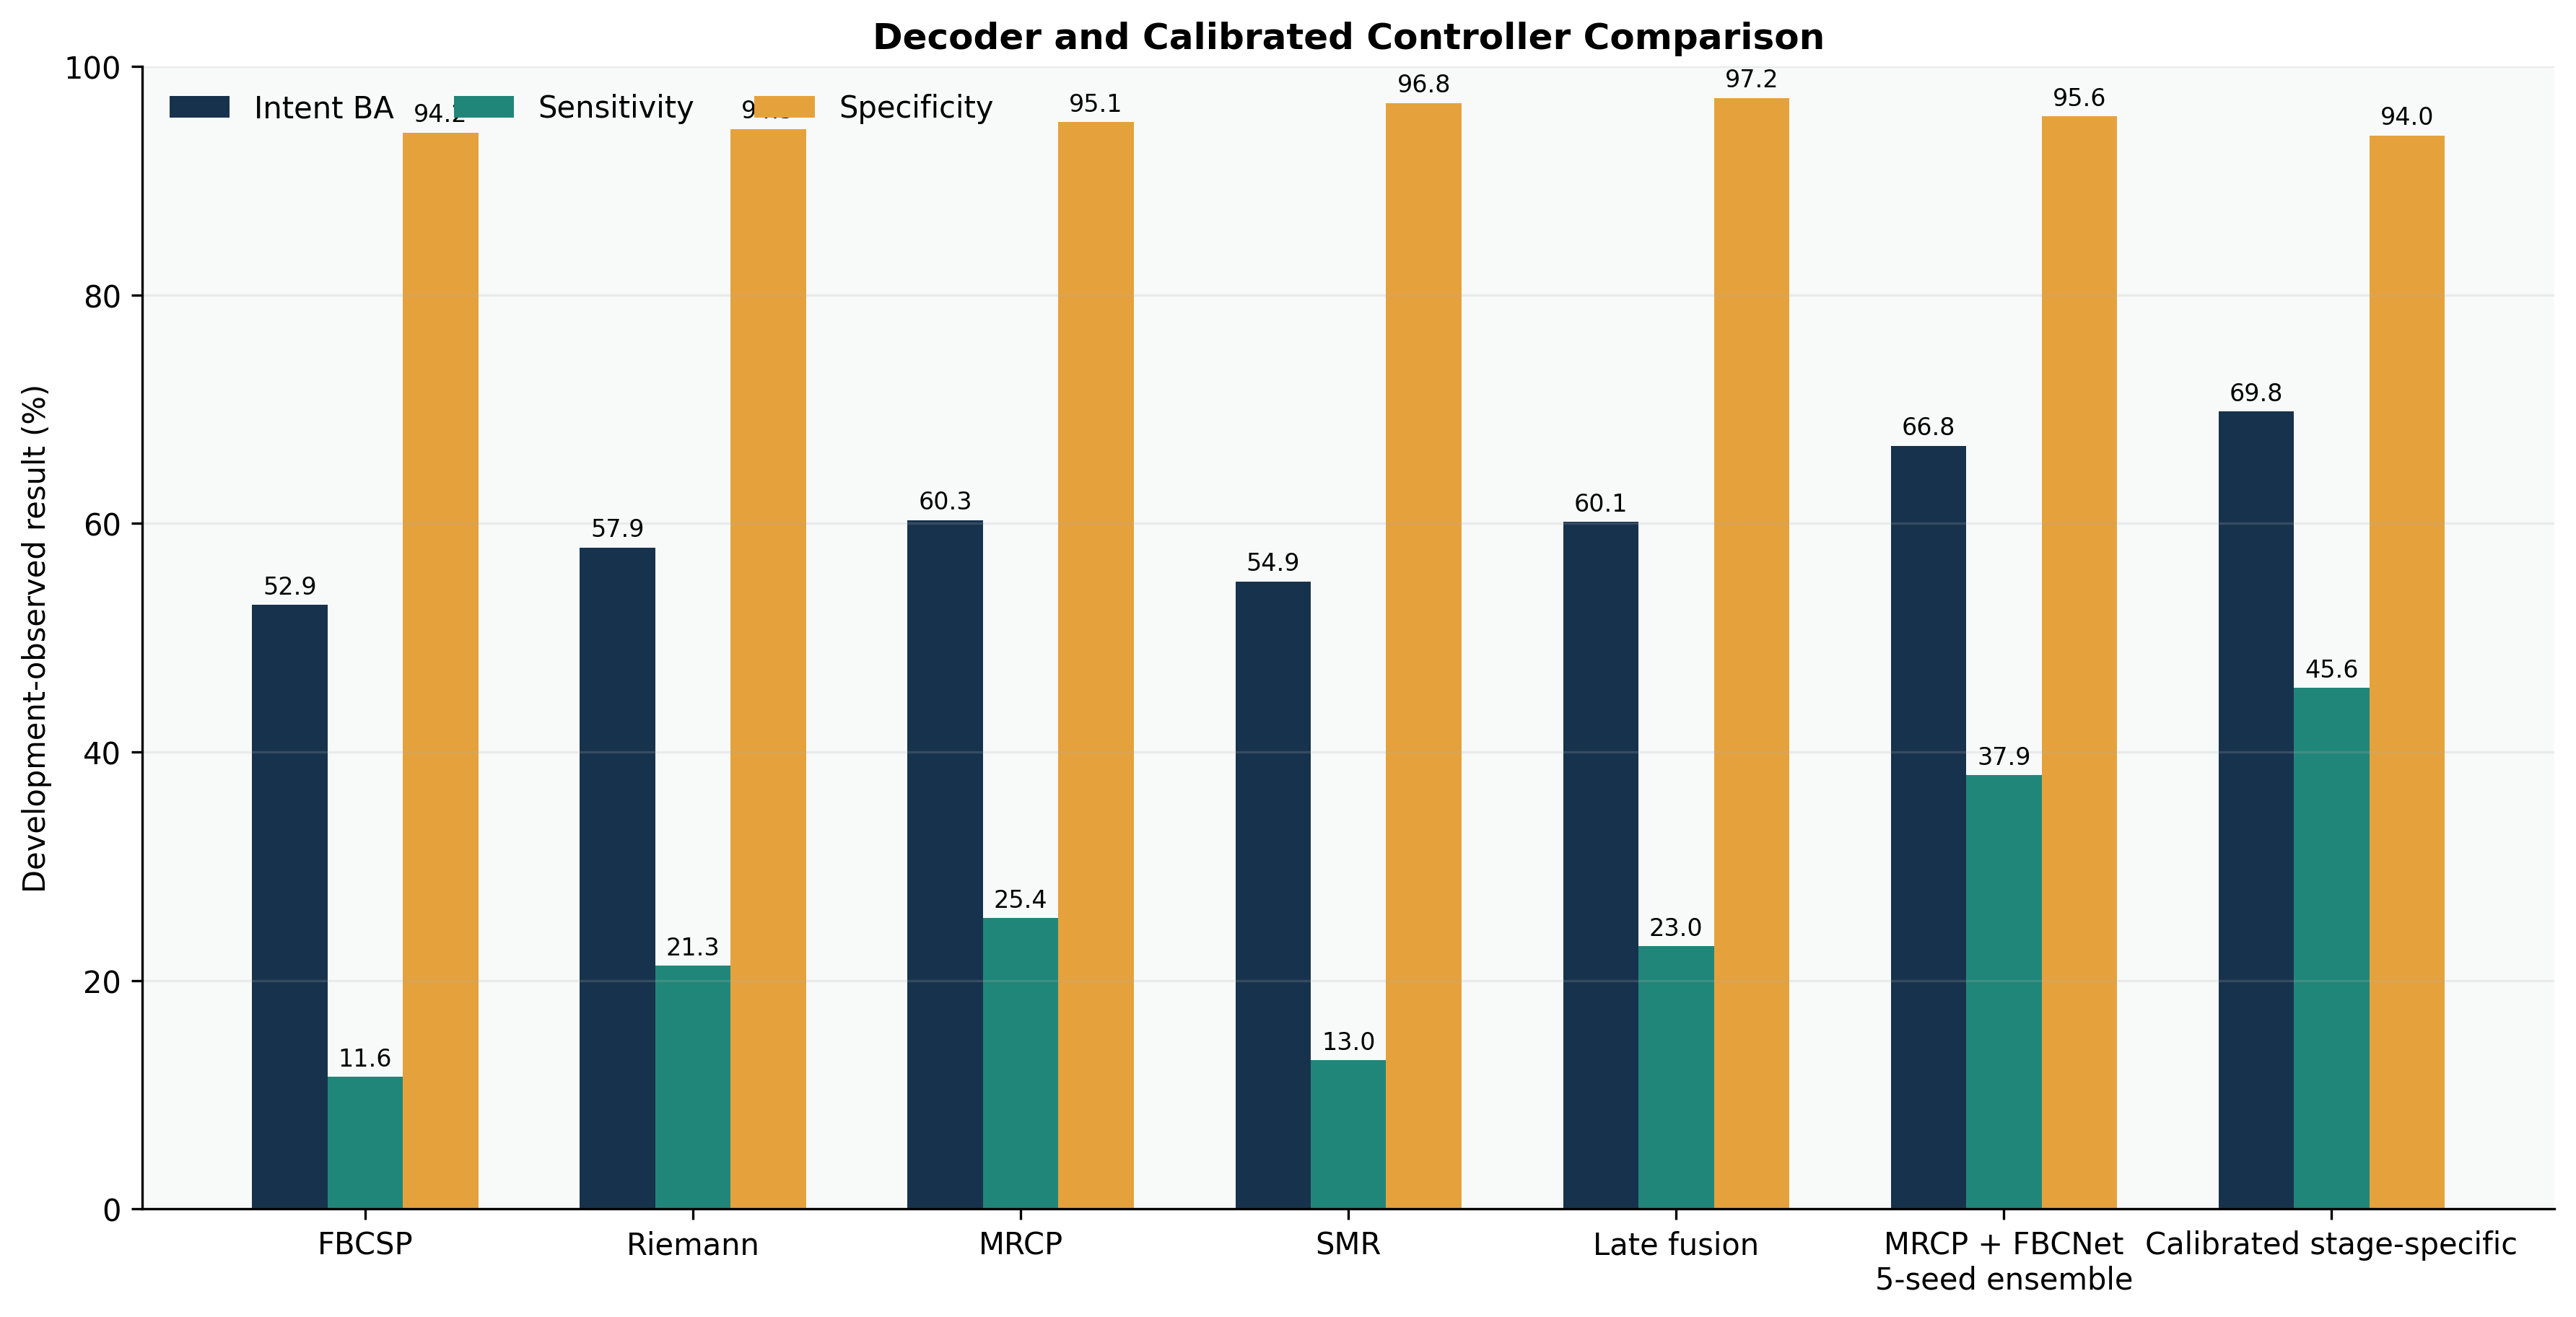 Decoder and Calibrated Controller Comparison
Development-observed result (%)
100
80
60
40
20
0
Intent BA
Sensitivity
Specificity
52.9
11.6
94.2
57.9
21.3
60.3
25.4
95.1
54.9
13.0
96.8
60.1
23.0
97.2
66.8
37.9
95.6
69.8
45.6
94.0
FBCSP
Riemann
MRCP
SMR
Late fusion
MRCP + FBCNet
5-seed ensemble
Calibrated stage-specific